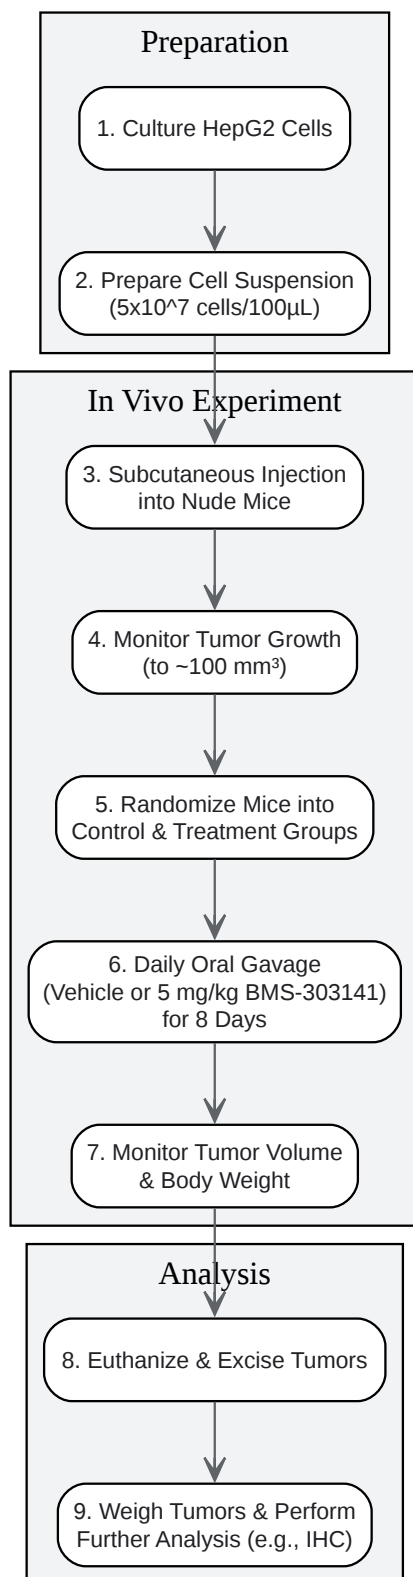 Preparation
1. Culture HepG2 Cells
2. Prepare Cell Suspension
(5x10^7 cells/100µL)
In Vivo Experiment
3. Subcutaneous Injection
into Nude Mice
4. Monitor Tumor Growth
(to ~100 mm³)
5. Randomize Mice into
Control & Treatment Groups
6. Daily Oral Gavage
(Vehicle or 5 mg/kg BMS-303141)
for 8 Days
7. Monitor Tumor Volume
& Body Weight
Analysis
8. Euthanize & Excise Tumors
9. Weigh Tumors & Perform
Further Analysis (e.g., IHC)